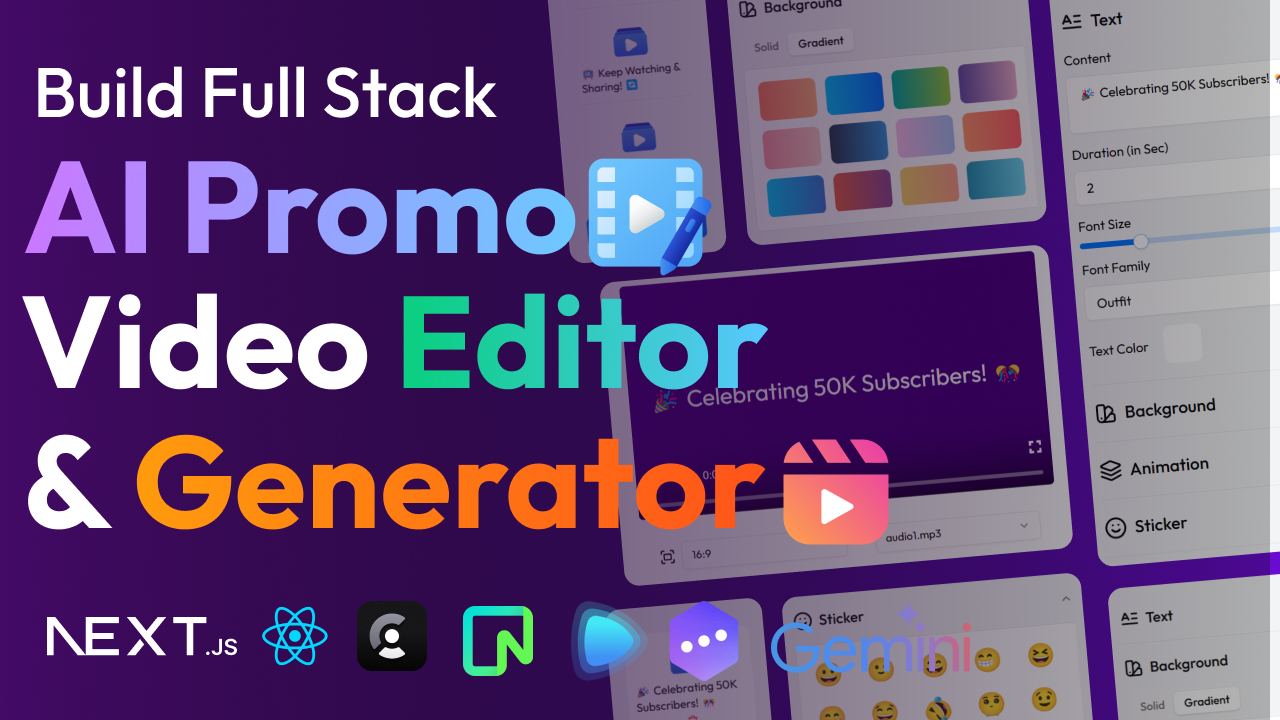 Build Full Stack
AI Promo
Video Editor
& Generator
NEXT.JS
Gemini
Keep Watching &
Sharing!
Background
Solid
Gradient
Text
Content
🎉 Celebrating 50K Subscribers!
Duration (in Sec)
2
Font Size
Font Family
Outfit
Text Color
Background
Animation
Sticker
🎉 Celebrating 50K Subscribers! 🎊
0:0
16:9
audio1.mp3
🎉 Celebrating 50K
Subscribers! 🎊
Sticker
Text
Background
Solid
Gradient